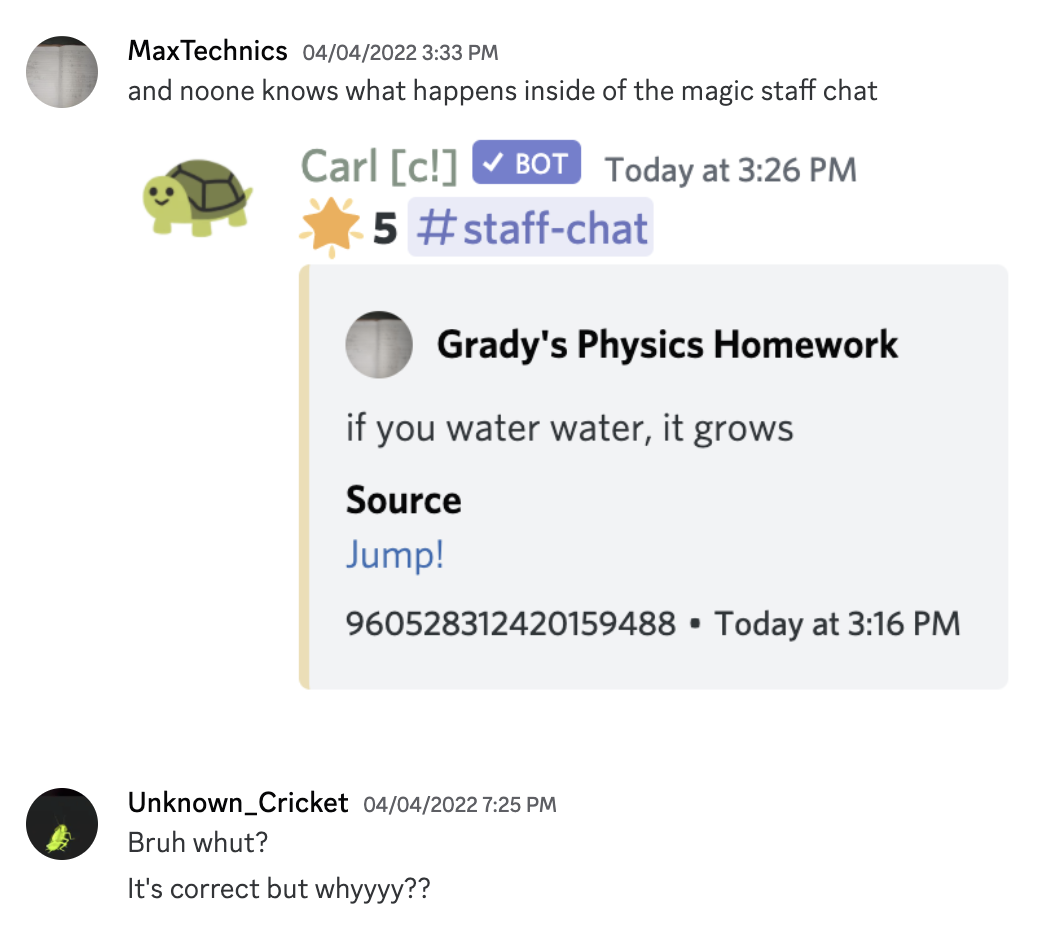 MaxTechnics 04/04/2022 3:33 PM
and noone knows what happens inside of the magic staff chat
Carl [c!] ✓ BOT Today at 3:26 PM
🌟 5 #staff-chat
Grady's Physics Homework
if you water water, it grows
Source
Jump!
960528312420159488 • Today at 3:16 PM
Unknown_Cricket 04/04/2022 7:25 PM
Bruh whut?
It's correct but whyyyy??